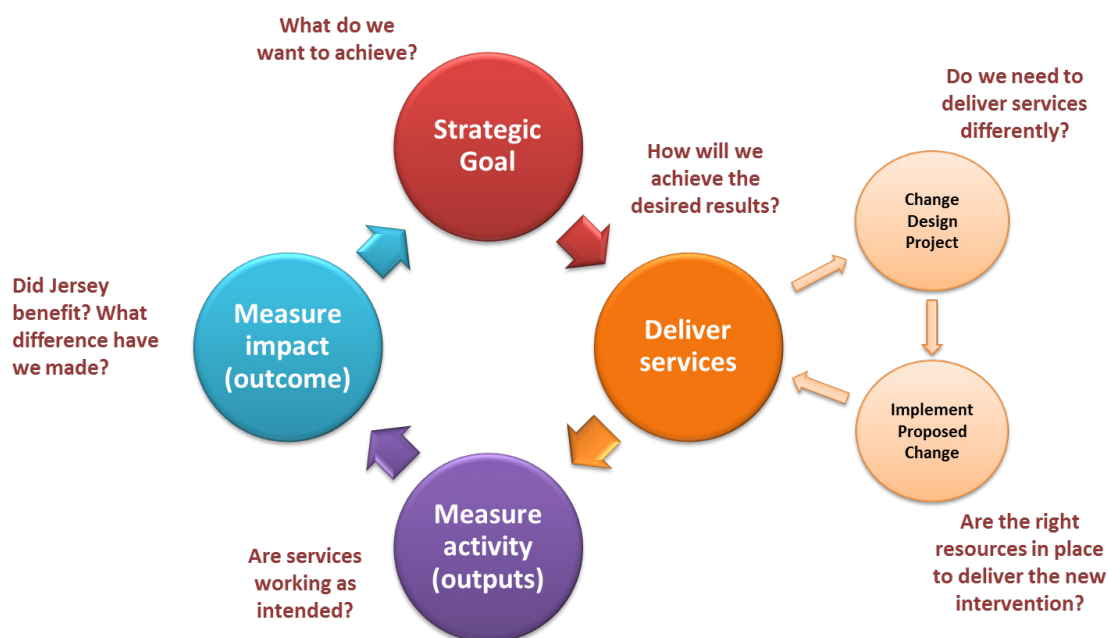 What do we
want to achieve?
Strategic
Goal
How will we
achieve the
desired results?
Do we need to
deliver services
differently?
Change
Design
Project
Deliver
services
Implement
Proposed
Change
Are the right
resources in place
to deliver the new
intervention?
Measure
activity
(outputs)
Are services
working as
intended?
Measure
impact
(outcome)
Did Jersey
benefit? What
difference have
we made?